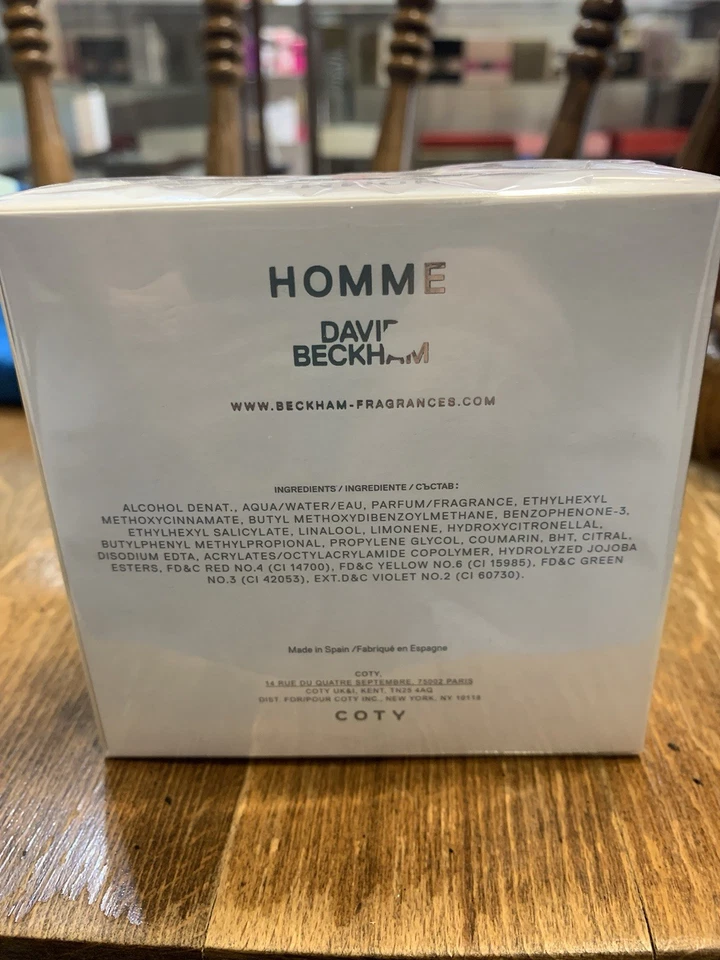 HOMME
DAVID
BECKHAM
WWW.BECKHAM-FRAGRANCES.COM
INGREDIENTS / INGREDIENTE / СЪСТАВ:
ALCOHOL DENAT., AQUA/WATER/EAU, PARFUM/FRAGRANCE, ETHYLHEXYL
METHOXYCINNAMATE, BUTYL METHOXYDIBENZOYLMETHANE, BENZOPHENONE-3,
ETHYLHEXYL SALICYLATE, LINALOOL, LIMONENE, HYDROXYCITRONELLAL,
BUTYLPHENYL METHYLPROPIONAL, PROPYLENE GLYCOL, COUMARIN, BHT, CITRAL,
DISODIUM EDTA, ACRYLATES/OCTYLACRYLAMIDE COPOLYMER, HYDROLYZED JOJOBA
ESTERS, FD&C RED NO.4 (CI 14700), FD&C YELLOW NO.6 (CI 15985), FD&C GREEN
NO.3 (CI 42053), EXT.D&C VIOLET NO.2 (CI 60730).
Made in Spain /Fabriqué en Espagne
COTY,
14 RUE DU QUATRE SEPTEMBRE, 75002 PARIS
COTY UK&I, KENT, TN25 4AQ
DIST. FOR/POUR COTY INC., NEW YORK, NY 10118
COTY